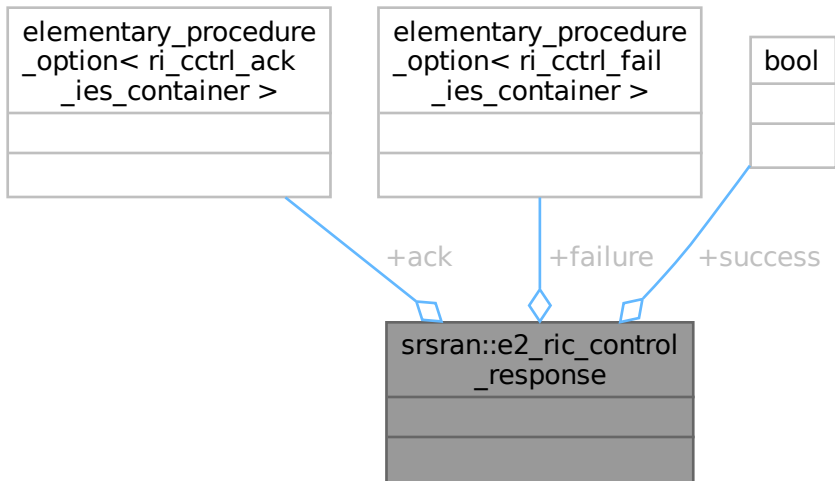 elementary_procedure
_option< ri_cctrl_ack
_ies_container >
elementary_procedure
_option< ri_cctrl_fail
_ies_container >
bool
+ack
+failure
+success
srsran::e2_ric_control
_response